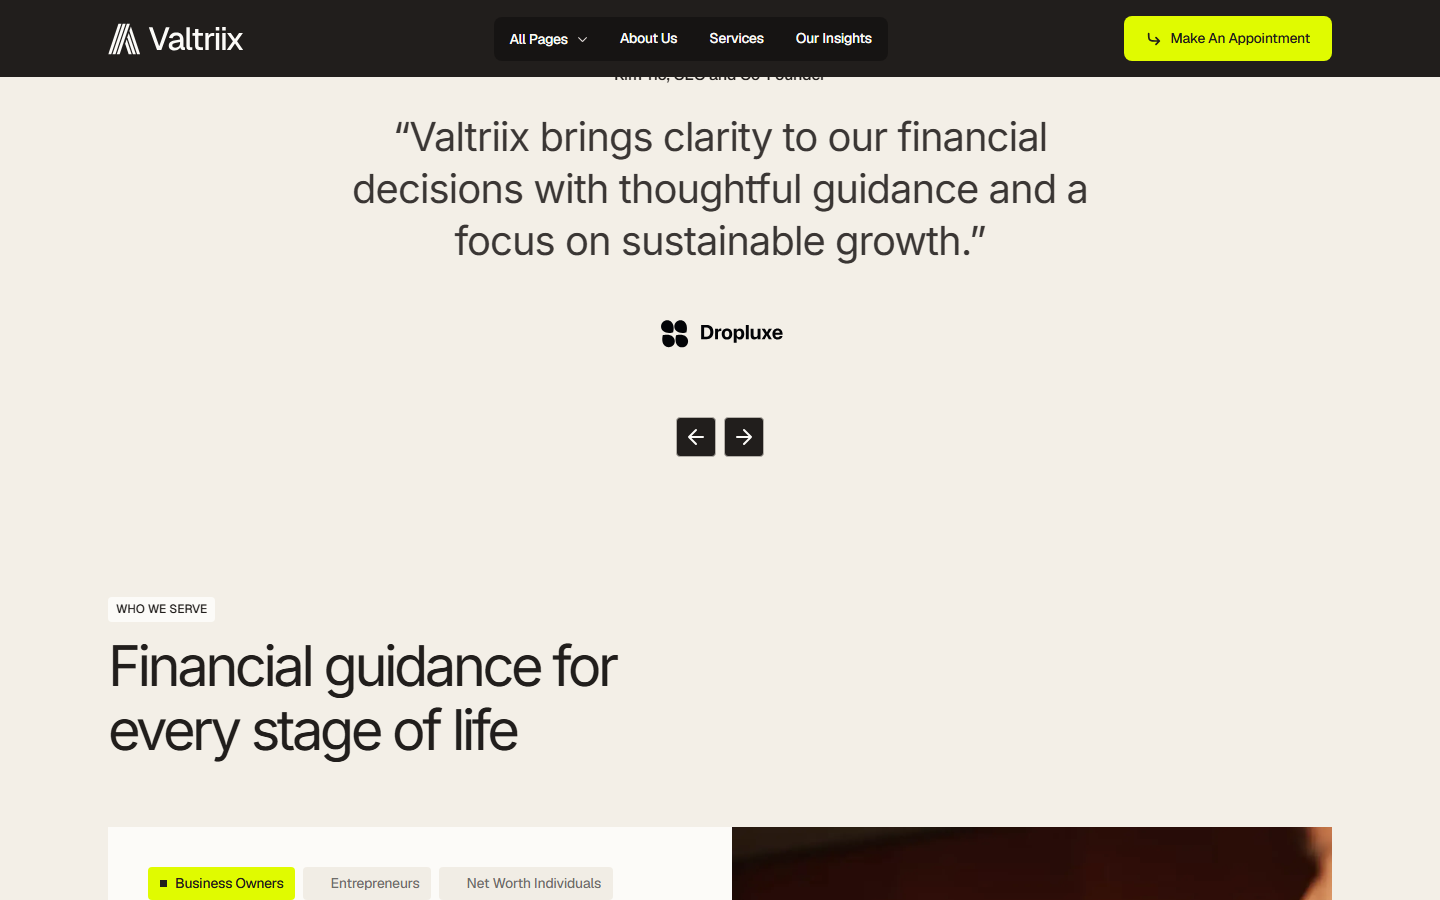 Valtriix
All Pages
About Us
Services
Our Insights
Make An Appointment
“Valtriix brings clarity to our financial
decisions with thoughtful guidance and a
focus on sustainable growth.”
Dropluxe
WHO WE SERVE
Financial guidance for
every stage of life
Business Owners
Entrepreneurs
Net Worth Individuals